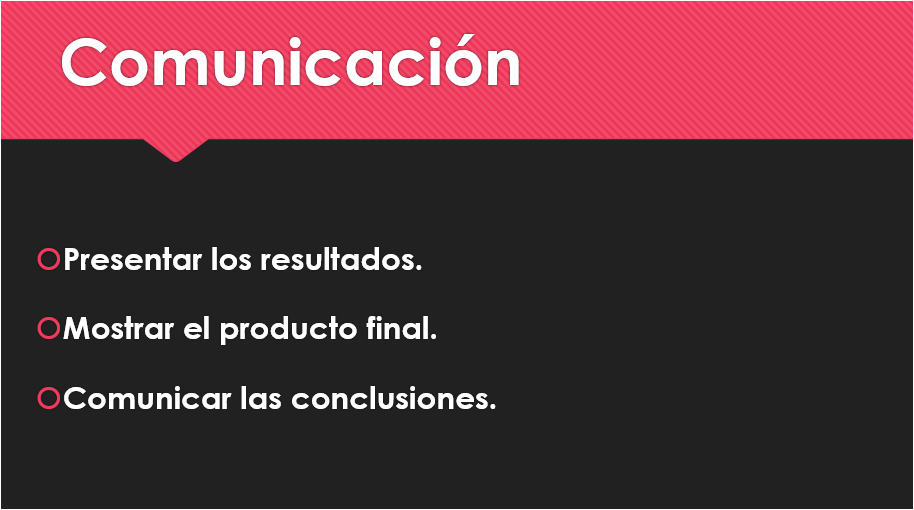 Comunicación
Presentar los resultados.
Mostrar el producto final.
Comunicar las conclusiones.